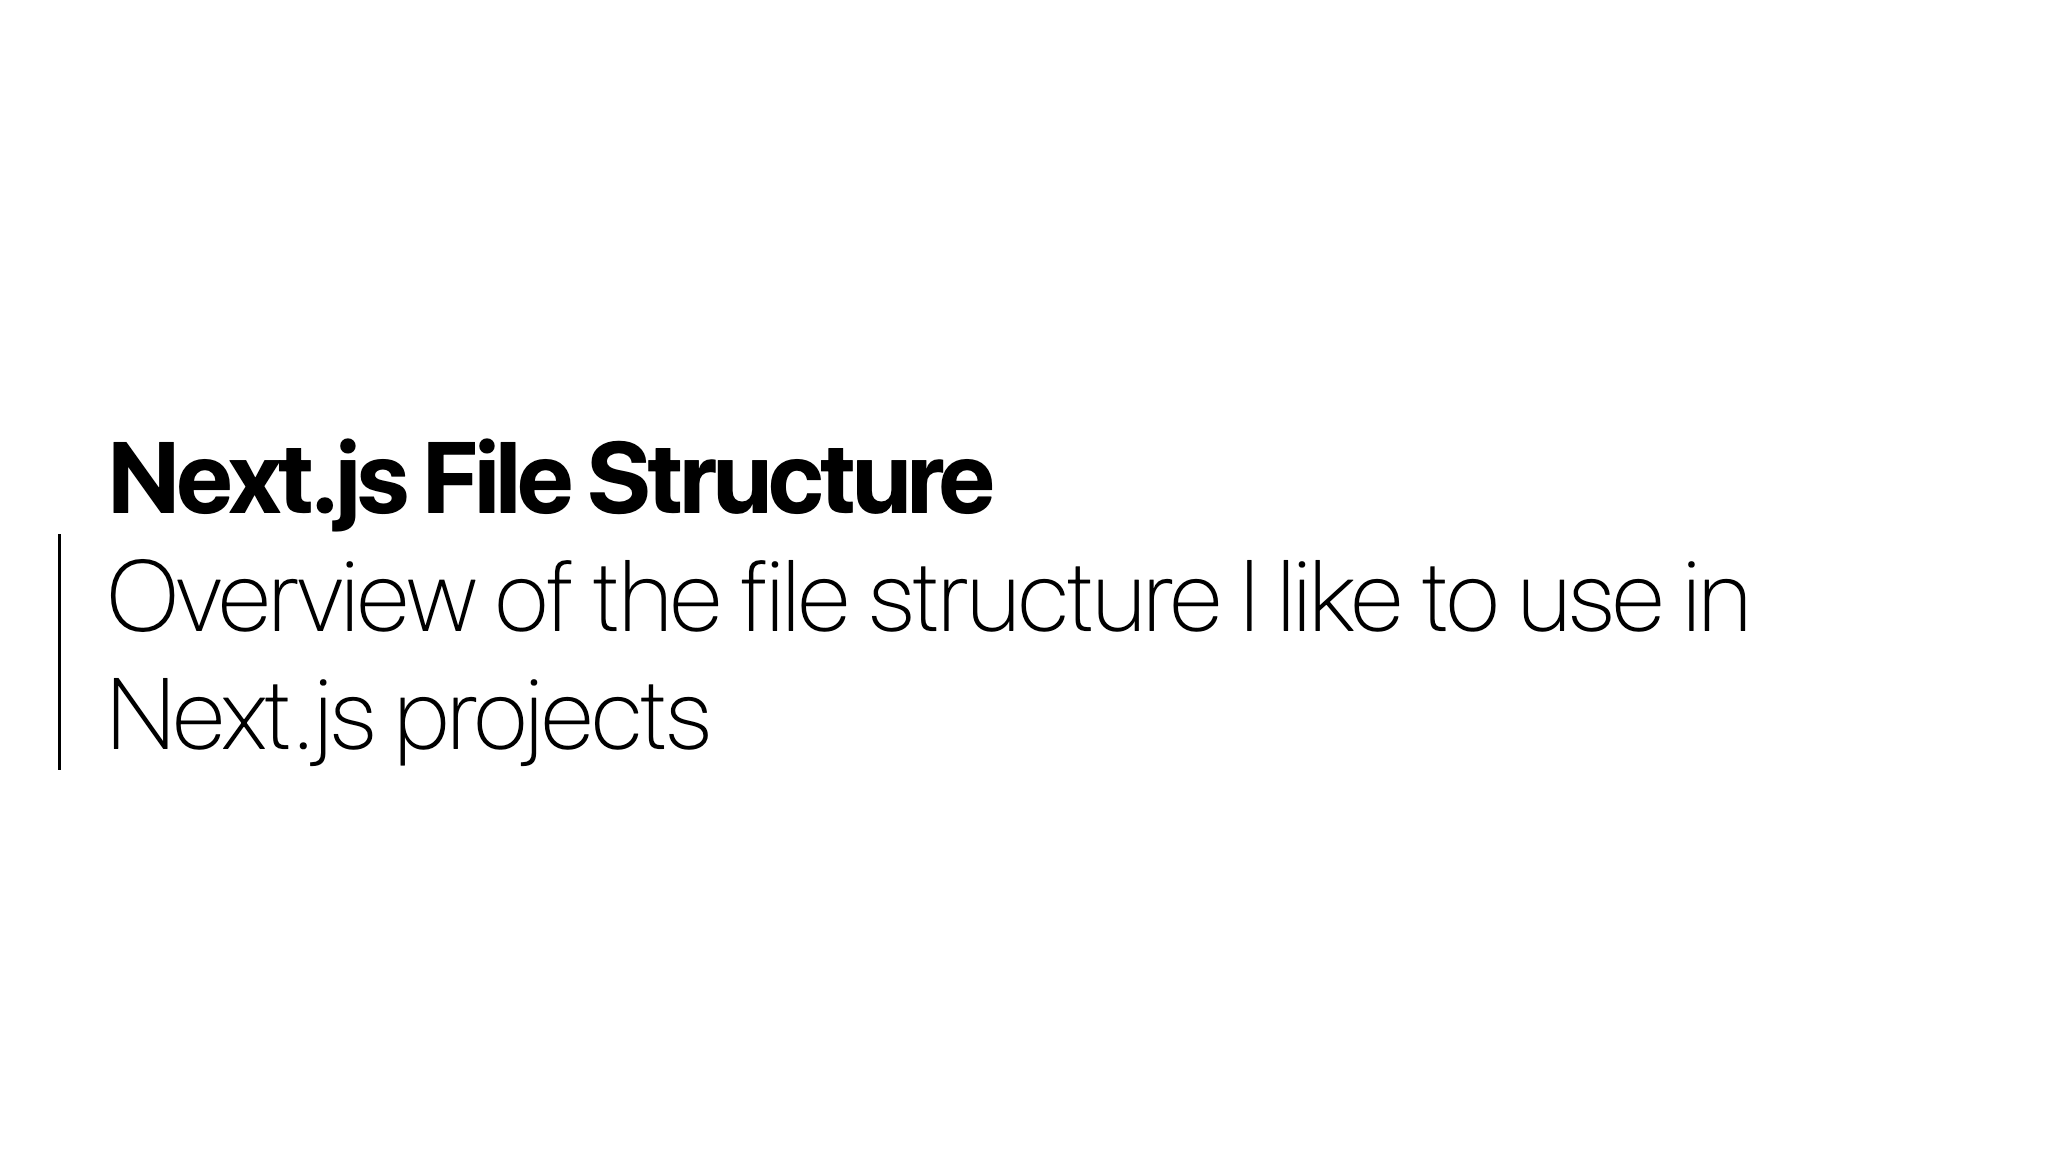 Next.js File Structure
Overview of the file structure I like to use in
Next.js projects